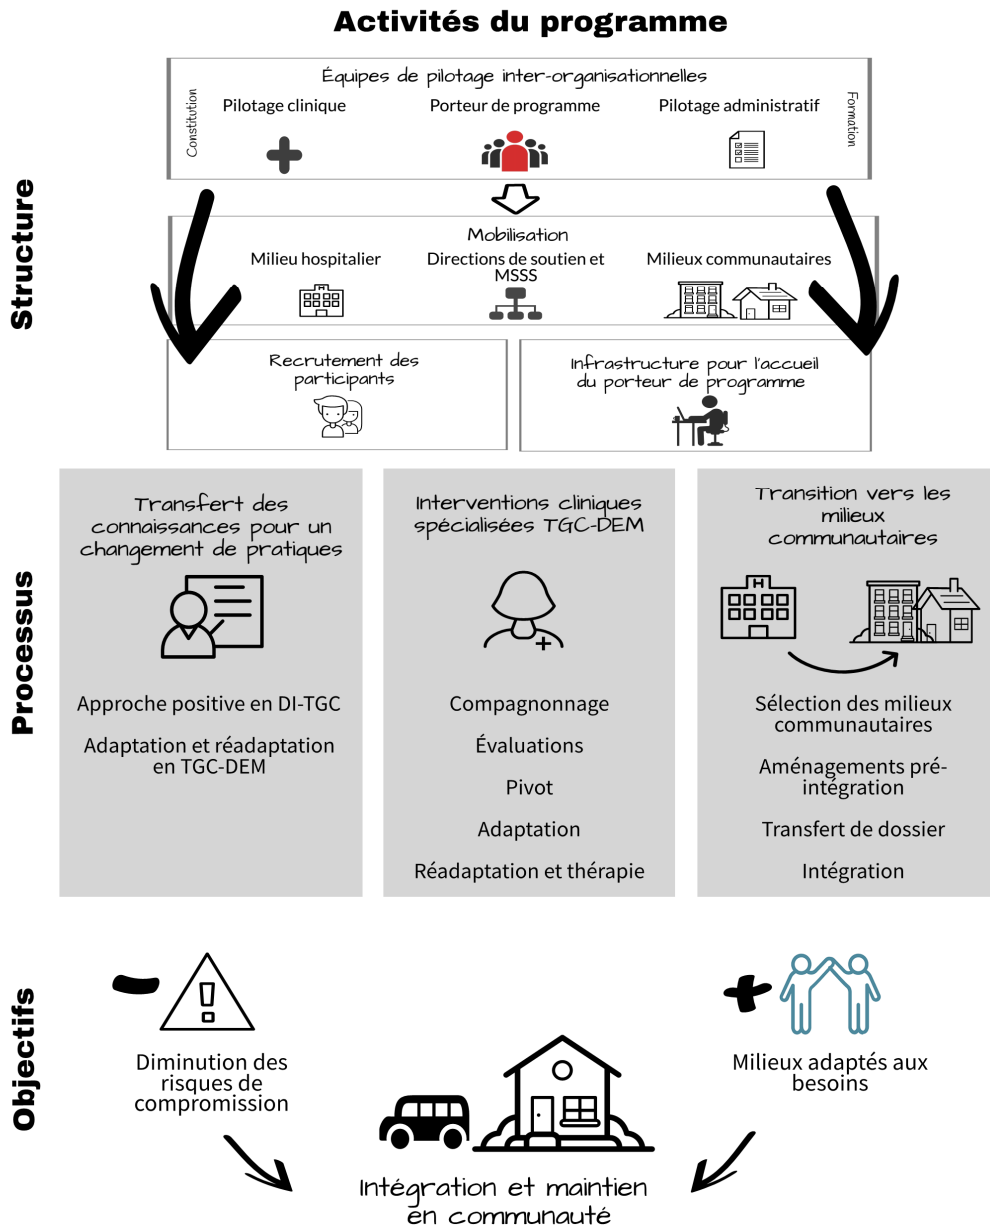 Activités du programme
Structure
Équipes de pilotage inter-organisationnelles
Constitution
Pilotage clinique
Porteur de programme
Pilotage administratif
Formation
Mobilisation
Milieu hospitalier
Directions de soutien et
MSSS
Milieux communautaires
Recrutement des
participants
Infrastructure pour l'accueil
du porteur de programme
Processus
Transfert des
connaissances pour un
changement de pratiques
Approche positive en DI-TGC
Adaptation et réadaptation
en TGC-DEM
Interventions cliniques
spécialisées TGC-DEM
Compagnonnage
Évaluations
Pivot
Adaptation
Réadaptation et thérapie
Transition vers les
milieux
communautaires
H
Sélection des milieux
communautaires
Aménagements pré-
intégration
Transfert de dossier
Intégration
Objectifs
Diminution des
risques de
compromission
Milieux adaptés aux
besoins
Intégration et maintien
en communauté